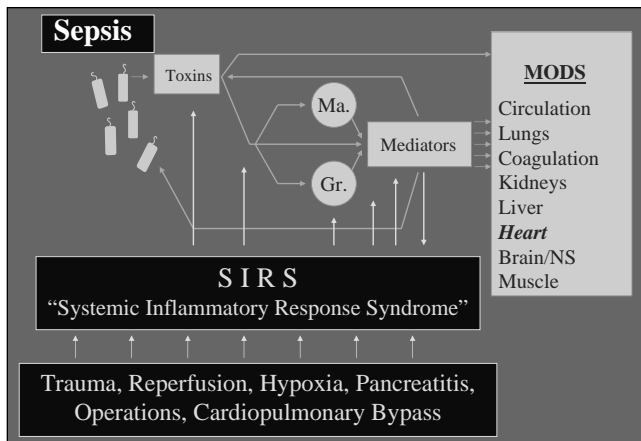 Sepsis
Toxins
Ma.
Mediators
Gr.
MODS
Circulation
Lungs
Coagulation
Kidneys
Liver
Heart
Brain/NS
Muscle
S I R S
“Systemic Inflammatory Response Syndrome”
Trauma, Reperfusion, Hypoxia, Pancreatitis,
Operations, Cardiopulmonary Bypass